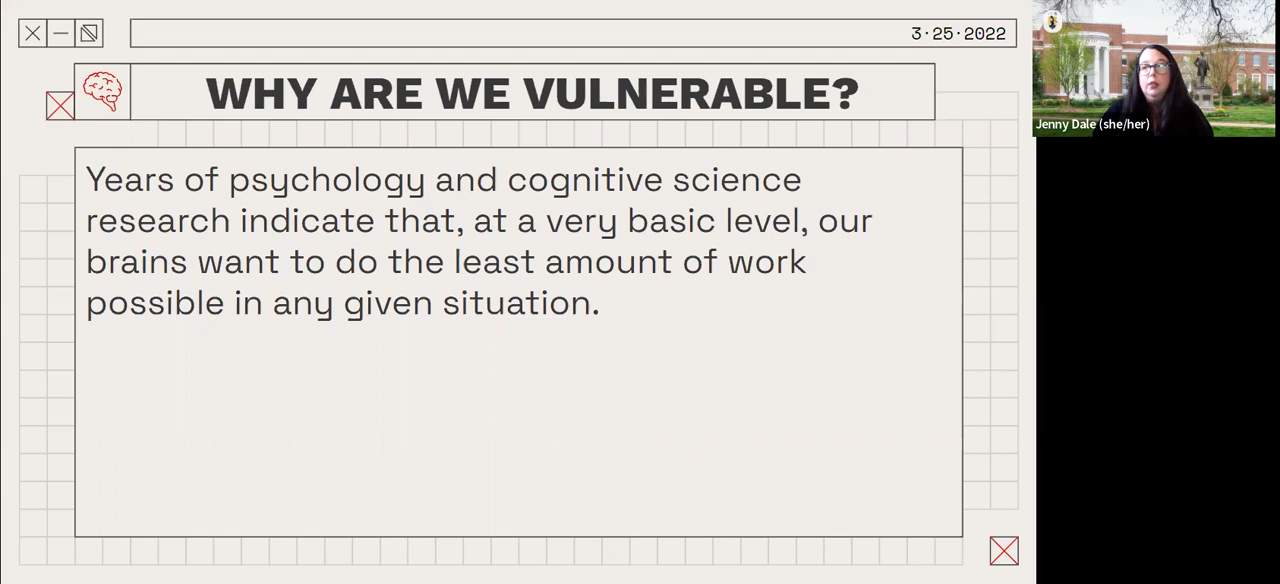 3·25·2022
WHY ARE WE VULNERABLE?
Years of psychology and cognitive science
research indicate that, at a very basic level, our
brains want to do the least amount of work
possible in any given situation.
Jenny Dale (she/her)